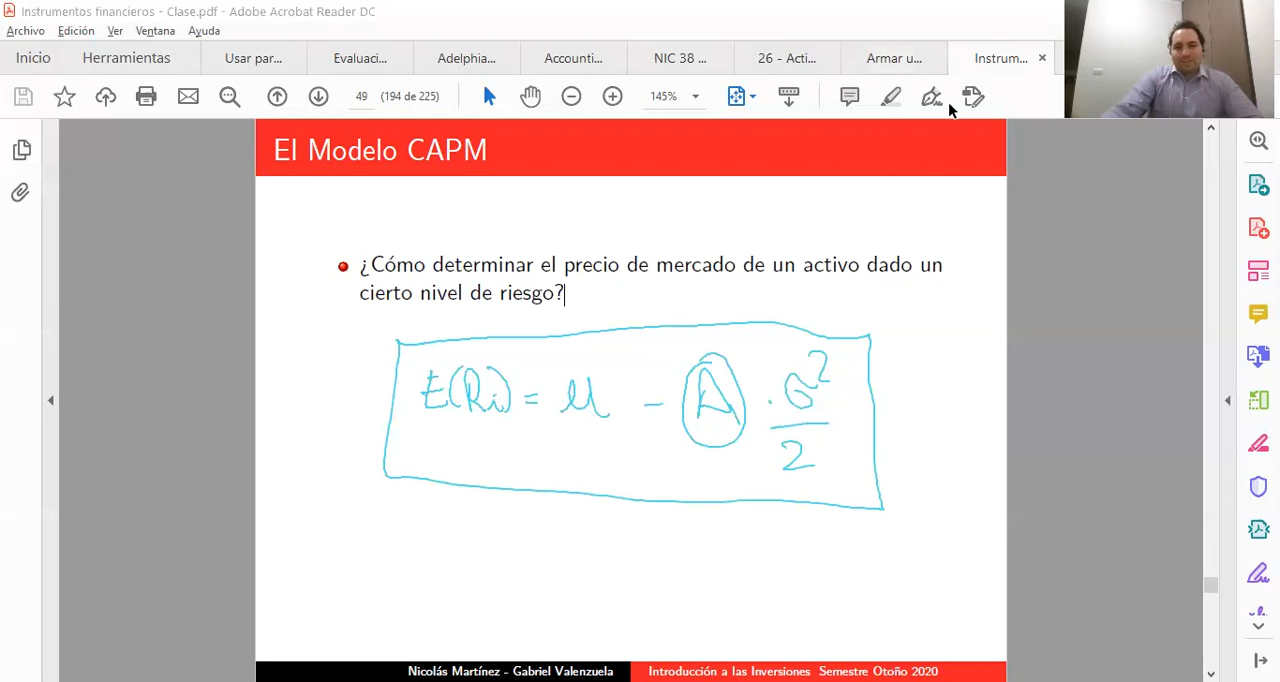 Instrumentos financieros - Clase.pdf - Adobe Acrobat Reader DC
Archivo Edición Ver Ventana Ayuda
Inicio Herramientas Usar par... Evaluaci... Adelphia... Accounti... NIC 38 ... 26 - Acti... Armar u... Instrum... ×
49 (194 de 225) 145%
El Modelo CAPM
¿Cómo determinar el precio de mercado de un activo dado un
cierto nivel de riesgo?
E(Ri) = μ - A · σ²/2
Nicolás Martínez - Gabriel Valenzuela Introducción a las Inversiones Semestre Otoño 2020